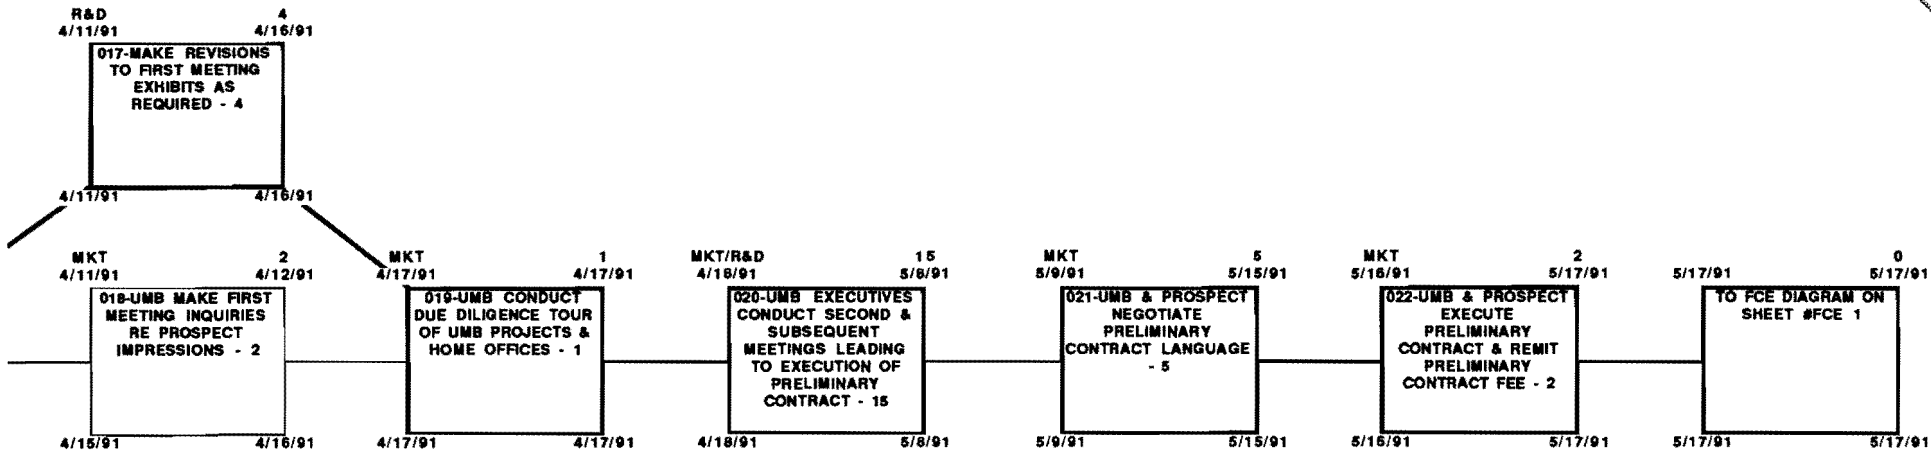 R&D 4
4/11/91 4/16/91
017-MAKE REVISIONS
TO FIRST MEETING
EXHIBITS AS
REQUIRED - 4
4/11/91 4/16/91
MKT 2
4/11/91 4/12/91
018-UMB MAKE FIRST
MEETING INQUIRIES
RE PROSPECT
IMPRESSIONS - 2
4/15/91 4/16/91
MKT 1
4/17/91 4/17/91
019-UMB CONDUCT
DUE DILIGENCE TOUR
OF UMB PROJECTS &
HOME OFFICES - 1
4/17/91 4/17/91
MKT/R&D 15
4/18/91 5/8/91
020-UMB EXECUTIVES
CONDUCT SECOND &
SUBSEQUENT
MEETINGS LEADING
TO EXECUTION OF
PRELIMINARY
CONTRACT - 15
4/18/91 5/8/91
MKT 5
5/9/91 5/15/91
021-UMB & PROSPECT
NEGOTIATE
PRELIMINARY
CONTRACT LANGUAGE
- 5
5/9/91 5/15/91
MKT 2
5/16/91 5/17/91
022-UMB & PROSPECT
EXECUTE
PRELIMINARY
CONTRACT & REMIT
PRELIMINARY
CONTRACT FEE - 2
5/16/91 5/17/91
0
5/17/91 5/17/91
TO FCE DIAGRAM ON
SHEET #FCE 1
5/17/91 5/17/91